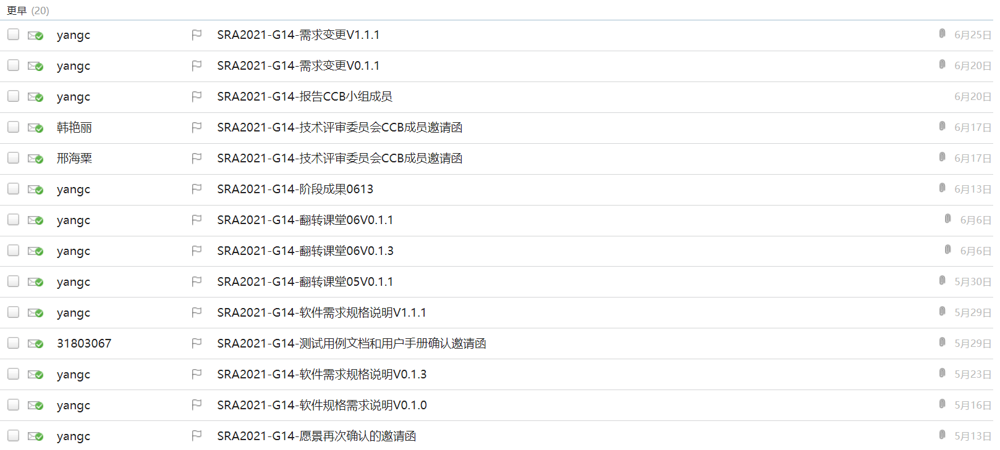 更早 (20)
yangc SRA2021-G14-需求变更V1.1.1 6月25日
yangc SRA2021-G14-需求变更V0.1.1 6月20日
yangc SRA2021-G14-报告CCB小组成员 6月20日
韩艳丽 SRA2021-G14-技术评审委员会CCB成员邀请函 6月17日
邢海粟 SRA2021-G14-技术评审委员会CCB成员邀请函 6月17日
yangc SRA2021-G14-阶段成果0613 6月13日
yangc SRA2021-G14-翻转课堂06V0.1.1 6月6日
yangc SRA2021-G14-翻转课堂06V0.1.3 6月6日
yangc SRA2021-G14-翻转课堂05V0.1.1 5月30日
yangc SRA2021-G14-软件需求规格说明V1.1.1 5月29日
31803067 SRA2021-G14-测试用例文档和用户手册确认邀请函 5月29日
yangc SRA2021-G14-软件需求规格说明V0.1.3 5月23日
yangc SRA2021-G14-软件规格需求说明V0.1.0 5月16日
yangc SRA2021-G14-愿景再次确认的邀请函 5月13日